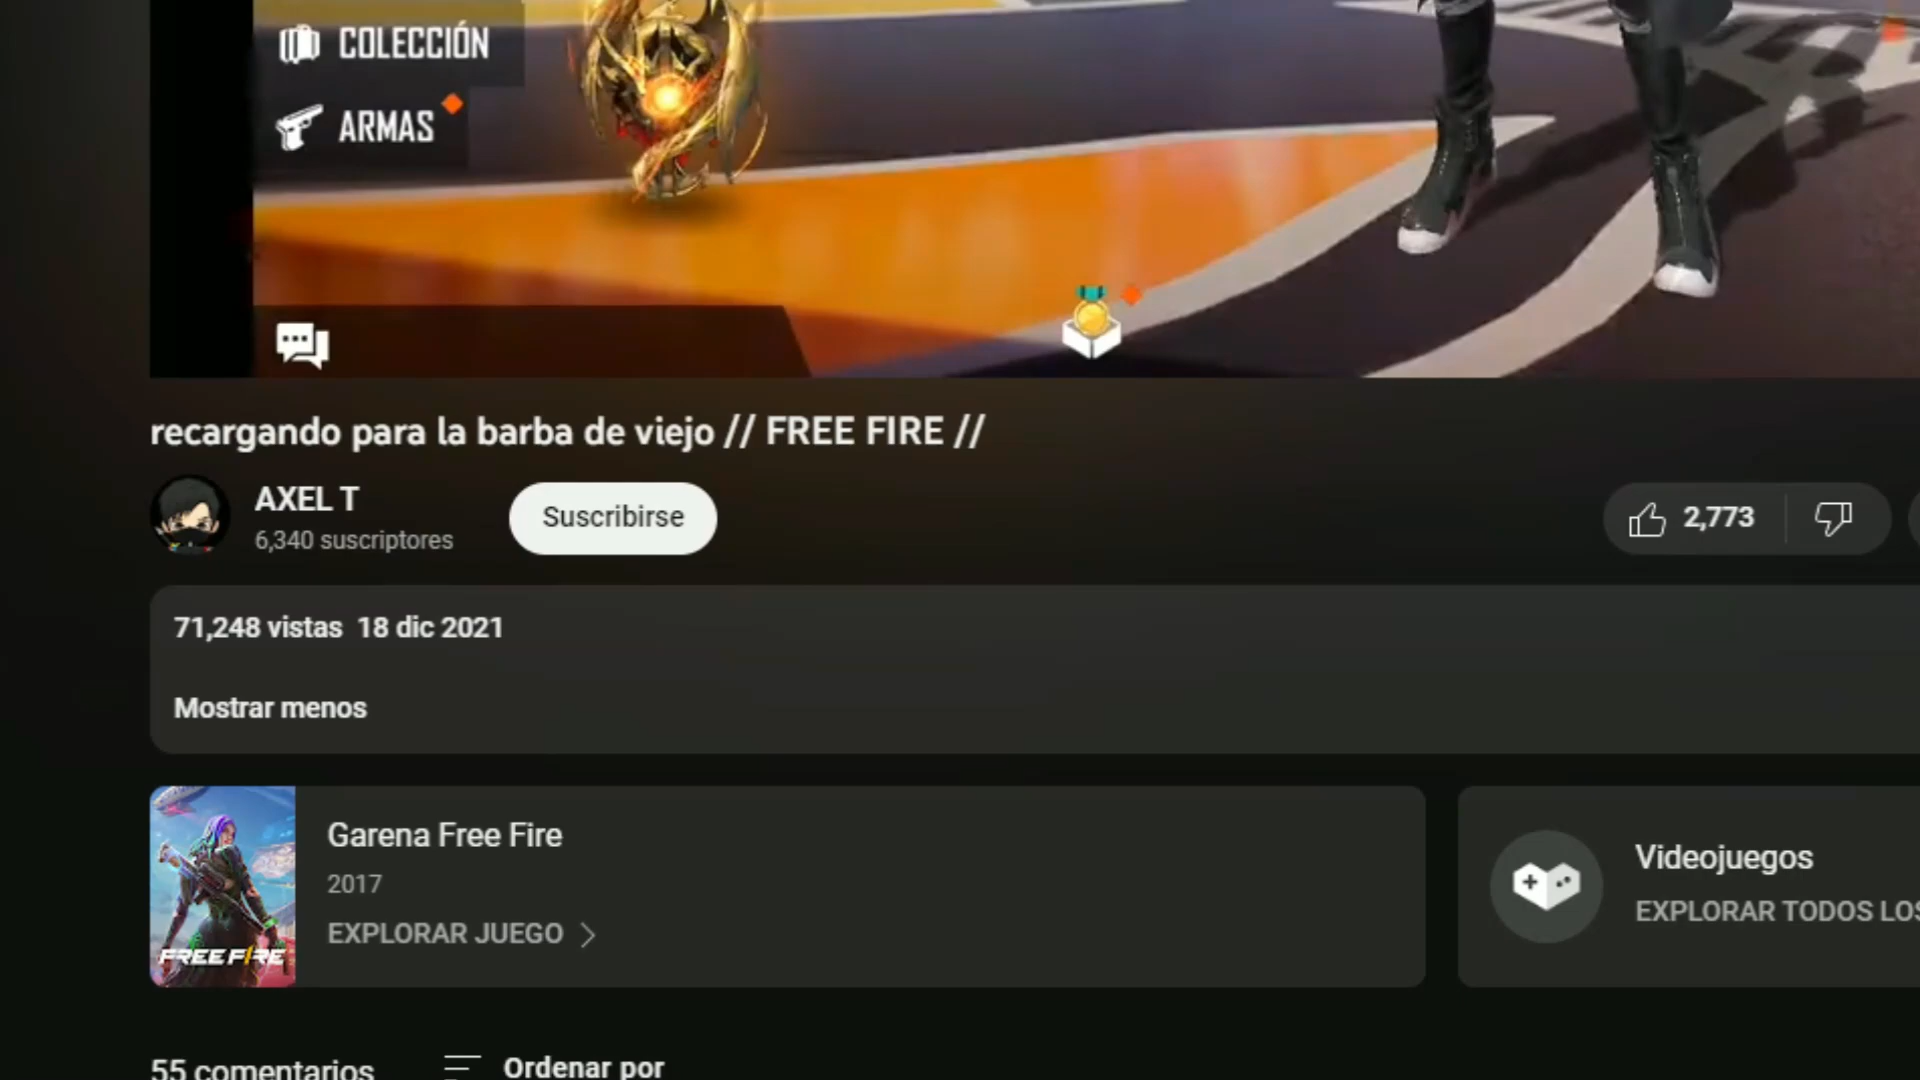 COLECCIÓN
ARMAS
recargando para la barba de viejo // FREE FIRE //
AXEL T
6,340 suscriptores
Suscribirse
2,773
71,248 vistas 18 dic 2021
Mostrar menos
Garena Free Fire
2017
EXPLORAR JUEGO
FREE FIRE
Videojuegos
EXPLORAR TODOS LOS
55 comentarios
Ordenar por